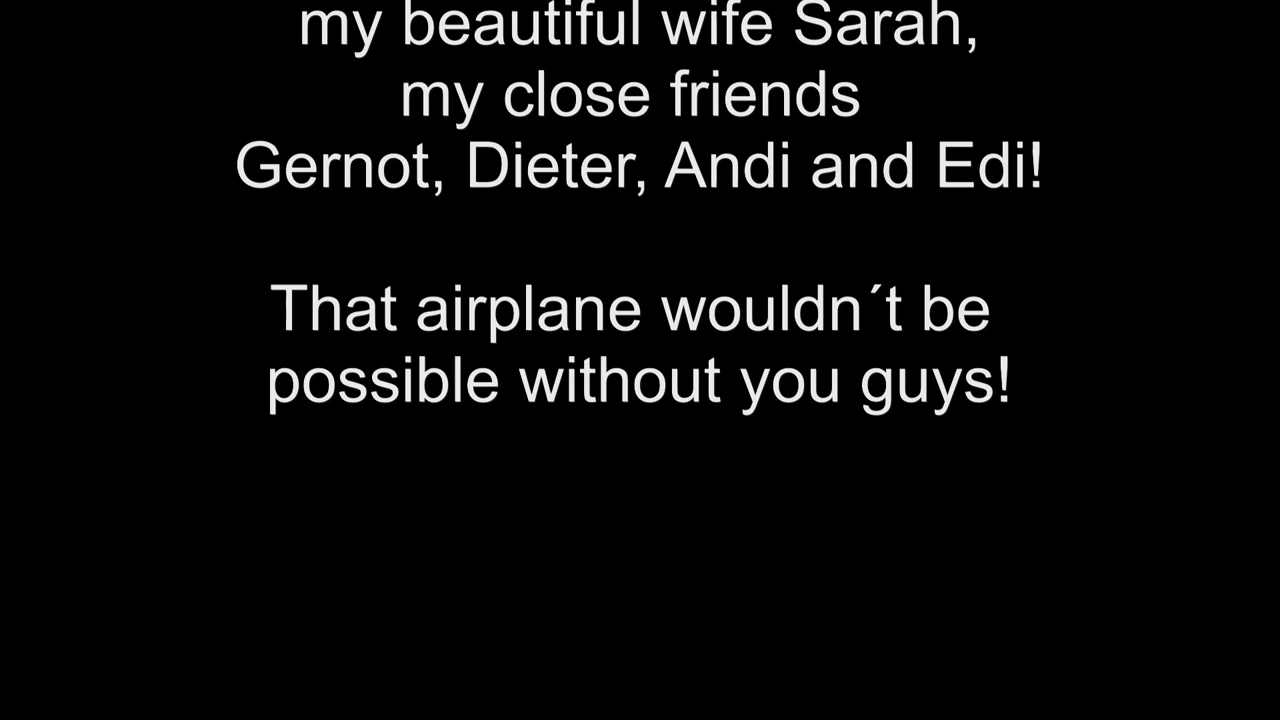 my beautiful wife Sarah,
my close friends
Gernot, Dieter, Andi and Edi!
That airplane wouldn´t be
possible without you guys!